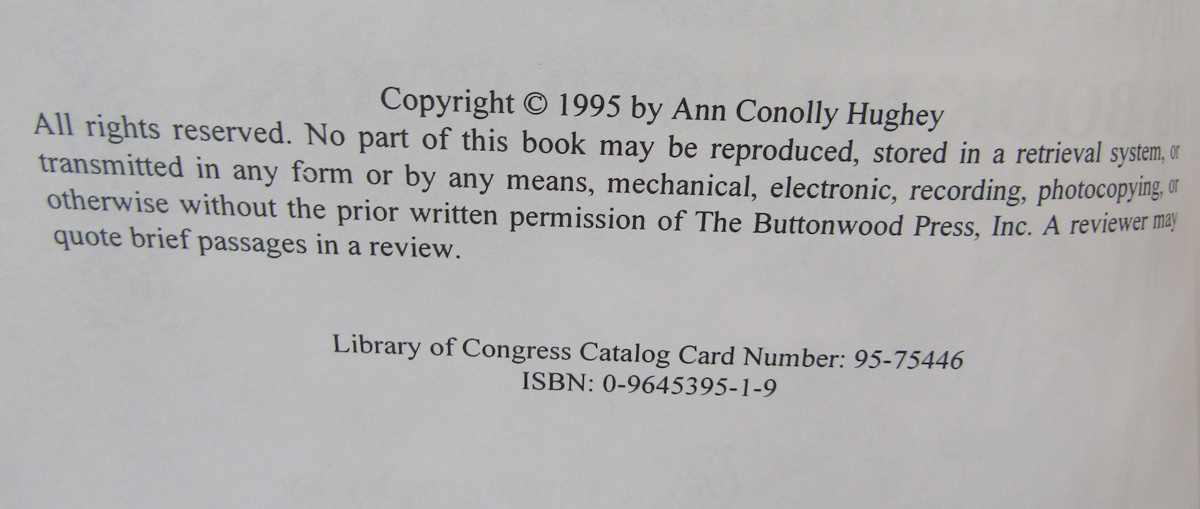 Copyright © 1995 by Ann Conolly Hughey
All rights reserved. No part of this book may be reproduced, stored in a retrieval system, or
transmitted in any form or by any means, mechanical, electronic, recording, photocopying, or
otherwise without the prior written permission of The Buttonwood Press, Inc. A reviewer may
quote brief passages in a review.
Library of Congress Catalog Card Number: 95-75446
ISBN: 0-9645395-1-9